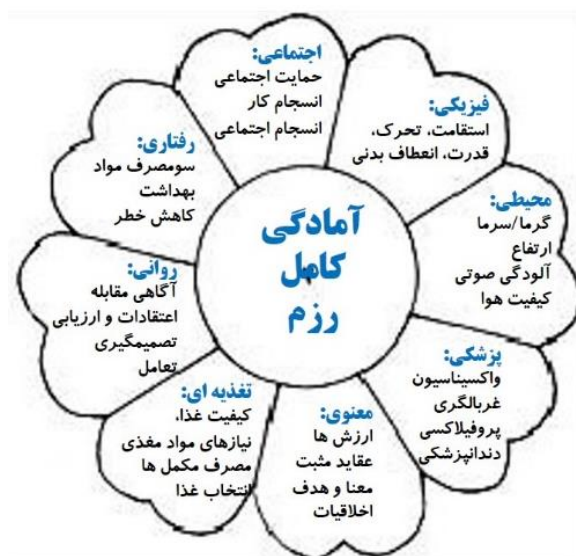 اجتماعی:
حمایت اجتماعی
انسجام کار
انسجام اجتماعی
فیزیکی:
استقامت، تحرک،
قدرت، انعطاف بدنی
محیطی:
گرما/سرما
ارتفاع
آلودگی صوتی
کیفیت هوا
پزشکی:
واکسیناسیون
غربالگری
پروفیلاکسی
دندانپزشکی
معنوی:
ارزش ها
عقاید مثبت
معنا و هدف
اخلاقیات
تغذیه ای:
کیفیت غذا،
نیازهای مواد مغذی
مصرف مکمل ها
انتخاب غذا
روانی:
آگاهی مقابله
اعتقادات و ارزیابی
تصمیمگیری
تعامل
رفتاری:
سومصرف مواد
بهداشت
کاهش خطر
آمادگی
کامل
رزم